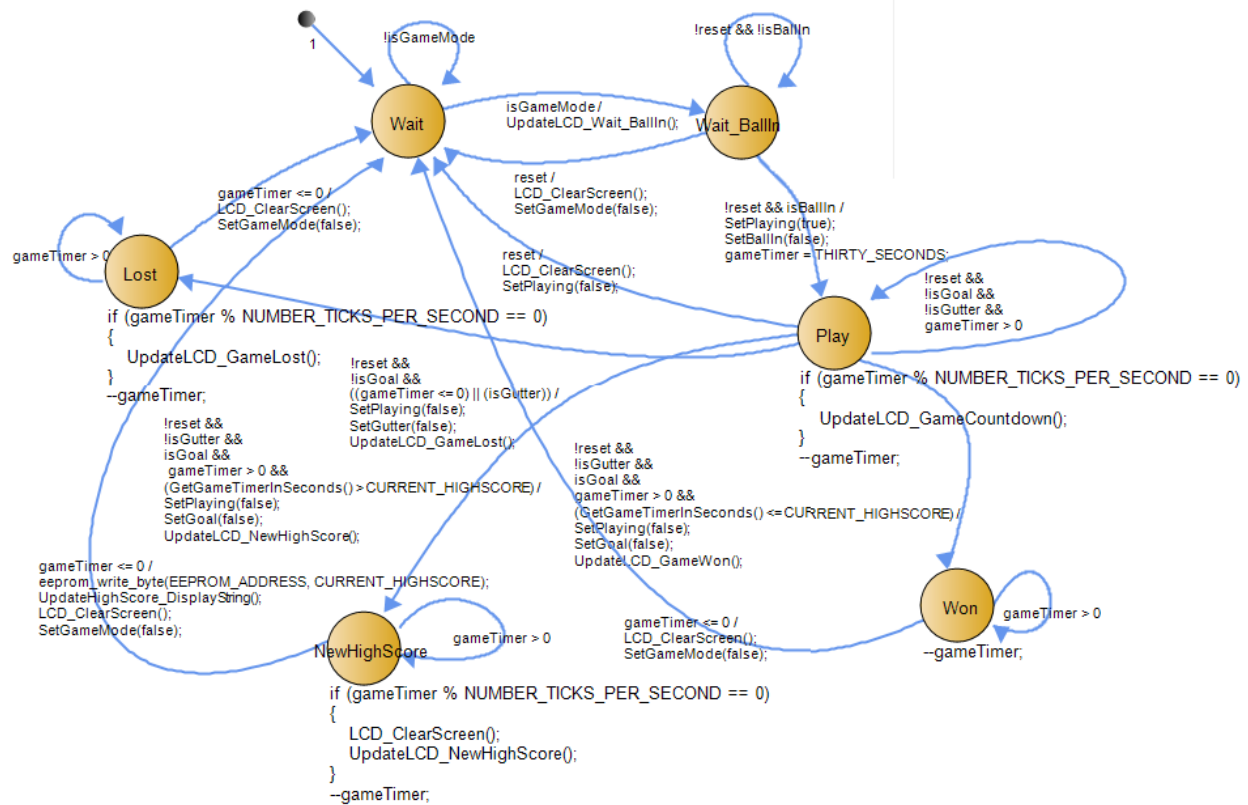 1
!isGameMode
!reset && !isBallIn
Wait
isGameMode /
UpdateLCD_Wait_BallIn();
Wait_BallIn
reset /
LCD_ClearScreen();
SetGameMode(false);
gameTimer <= 0 /
LCD_ClearScreen();
SetGameMode(false);
!reset && isBallIn /
SetPlaying(true);
SetBallIn(false);
gameTimer = THIRTY_SECONDS;
gameTimer > 0
Lost
reset /
LCD_ClearScreen();
SetPlaying(false);
!reset &&
!isGoal &&
!isGutter &&
gameTimer > 0
if (gameTimer % NUMBER_TICKS_PER_SECOND == 0)
{
UpdateLCD_GameLost();
}
--gameTimer;
Play
if (gameTimer % NUMBER_TICKS_PER_SECOND == 0)
{
UpdateLCD_GameCountdown();
}
--gameTimer;
!reset &&
!isGoal &&
((gameTimer <= 0) || (isGutter)) /
SetPlaying(false);
SetGutter(false);
UpdateLCD_GameLost();
!reset &&
!isGutter &&
isGoal &&
gameTimer > 0 &&
(GetGameTimerInSeconds() > CURRENT_HIGHSCORE) /
SetPlaying(false);
SetGoal(false);
UpdateLCD_NewHighScore();
!reset &&
!isGutter &&
isGoal &&
gameTimer > 0 &&
(GetGameTimerInSeconds() <= CURRENT_HIGHSCORE) /
SetPlaying(false);
SetGoal(false);
UpdateLCD_GameWon();
gameTimer <= 0 /
eeprom_write_byte(EEPROM_ADDRESS, CURRENT_HIGHSCORE);
UpdateHighScore_DisplayString();
LCD_ClearScreen();
SetGameMode(false);
NewHighScore
gameTimer > 0
gameTimer <= 0 /
LCD_ClearScreen();
SetGameMode(false);
Won
gameTimer > 0
--gameTimer;
if (gameTimer % NUMBER_TICKS_PER_SECOND == 0)
{
LCD_ClearScreen();
UpdateLCD_NewHighScore();
}
--gameTimer;